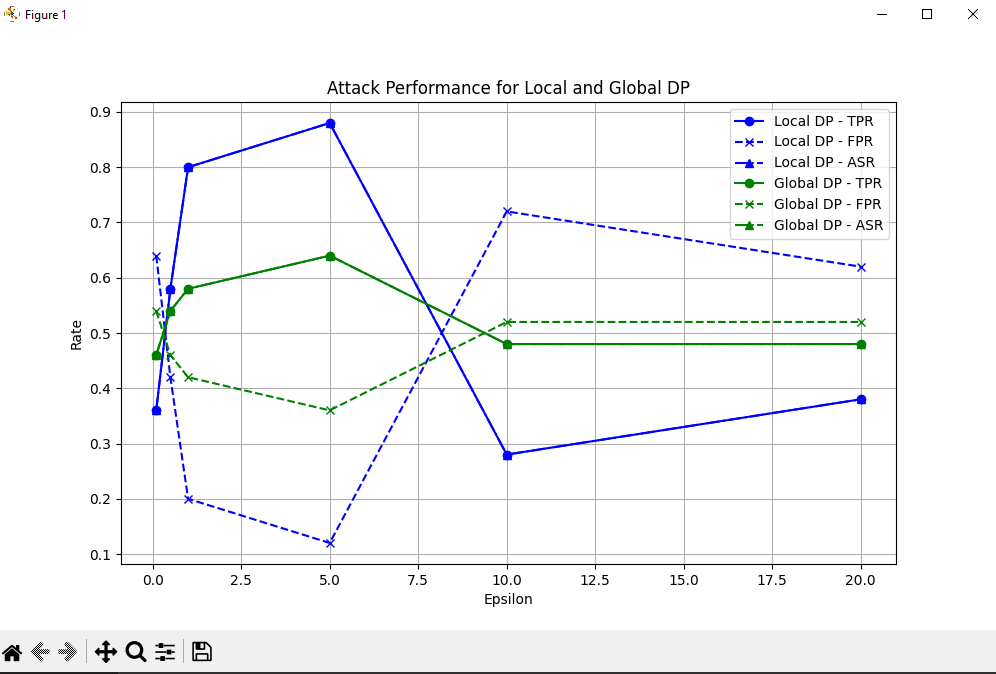 Figure 1
Attack Performance for Local and Global DP
0.9
0.8
0.7
0.6
0.5
0.4
0.3
0.2
0.1
Rate
Local DP - TPR
Local DP - FPR
Local DP - ASR
Global DP - TPR
Global DP - FPR
Global DP - ASR
0.0 2.5 5.0 7.5 10.0 12.5 15.0 17.5 20.0
Epsilon